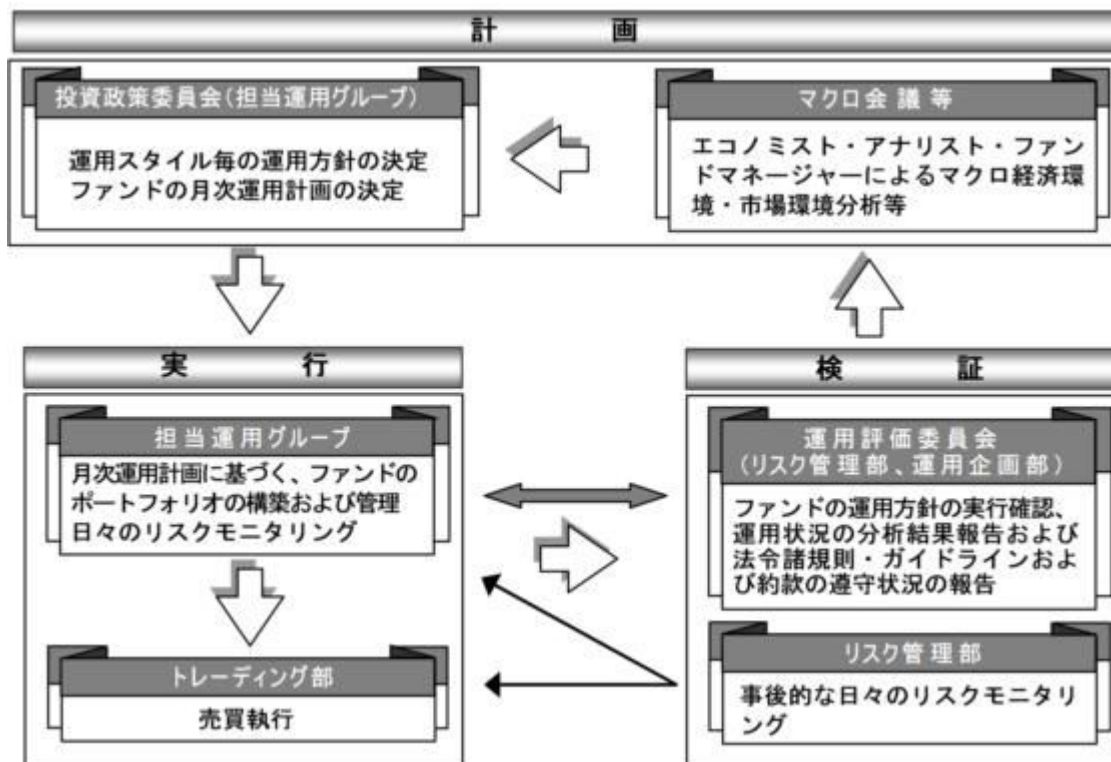 計 画
投資政策委員会(担当運用グループ)
運用スタイル毎の運用方針の決定
ファンドの月次運用計画の決定
マクロ会議等
エコノミスト・アナリスト・ファン
ドマネージャーによるマクロ経済環
境・市場環境分析等
実 行
担当運用グループ
月次運用計画に基づく、ファンドの
ポートフォリオの構築および管理
日々のリスクモニタリング
トレーディング部
売買執行
検 証
運用評価委員会
(リスク管理部、運用企画部)
ファンドの運用方針の実行確認、
運用状況の分析結果報告および
法令諸規則・ガイドラインおよ
び約款の遵守状況の報告
リスク管理部
事後的な日々のリスクモニタリ
ング